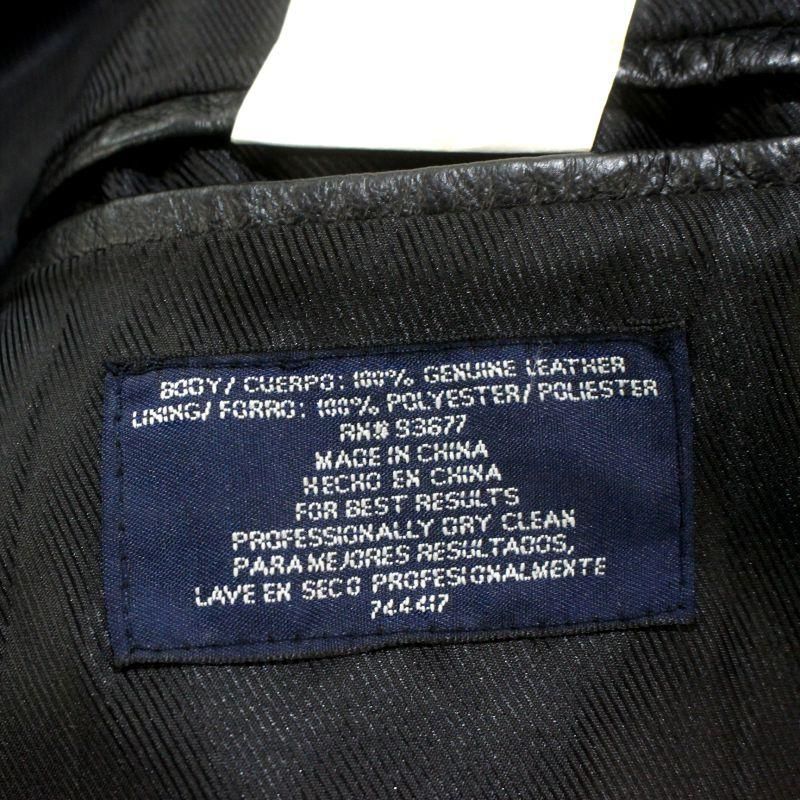 BODY/ CUERPO: 100% GENUINE LEATHER
LINING/ FORRO: 100% POLYESTER/ POLIESTER
RN# 93677
MADE IN CHINA
HECHO EN CHINA
FOR BEST RESULTS
PROFESSIONALLY DRY CLEAN
PARA MEJORES RESULTADOS,
LAVE EN SECO PROFESIONALMENTE
744417